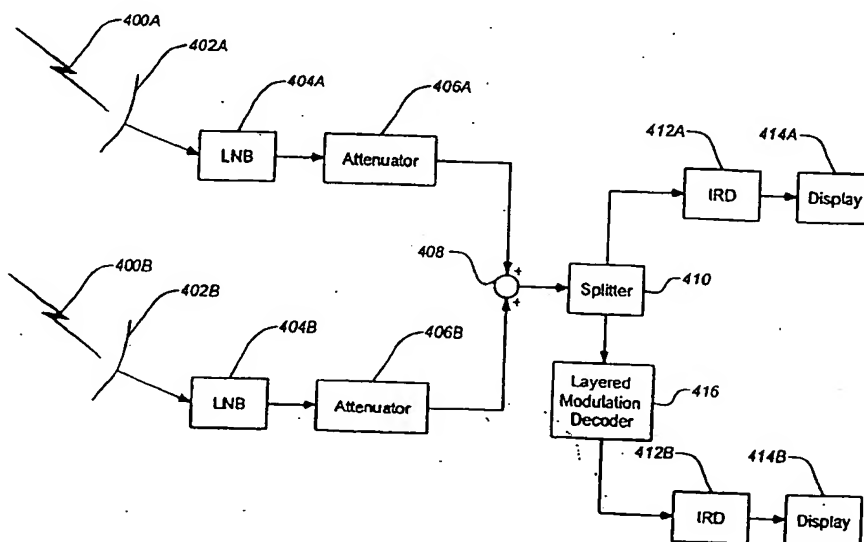 400A
402A
404A
406A
LNB
Attenuator
412A
414A
IRD
Display
400B
402B
404B
406B
LNB
Attenuator
408
+
+
Splitter
410
Layered
Modulation
Decoder
416
412B
414B
IRD
Display